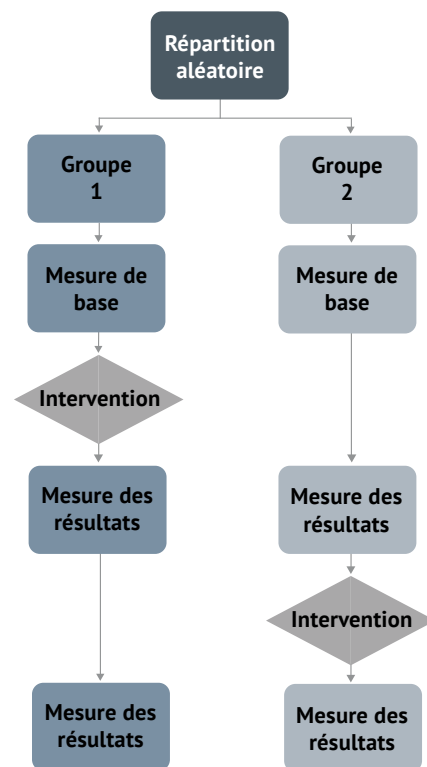 Répartition
aléatoire
Groupe
1
Groupe
2
Mesure de
base
Mesure de
base
Intervention
Mesure des
résultats
Mesure des
résultats
Intervention
Mesure des
résultats
Mesure des
résultats